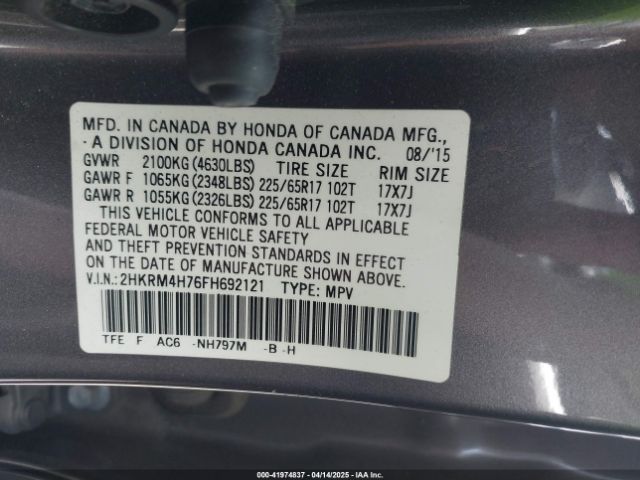 MFD. IN CANADA BY HONDA OF CANADA MFG.,
· A DIVISION OF HONDA CANADA INC. 08/'15
GVWR 2100KG (4630LBS) TIRE SIZE RIM SIZE
GAWR F 1065KG (2348LBS) 225/65R17 102T 17X7J
GAWR R 1055KG (2326LBS) 225/65R17 102T 17X7J
THIS VEHICLE CONFORMS TO ALL APPLICABLE
FEDERAL MOTOR VEHICLE SAFETY
AND THEFT PREVENTION STANDARDS IN EFFECT
ON THE DATE OF MANUFACTURE SHOWN ABOVE.
V.I.N.: 2HKRM4H76FH692121 TYPE: MPV
TFE F AC6 -NH797M -B -H
000-41974837 - 04/14/2025 - IAA Inc.